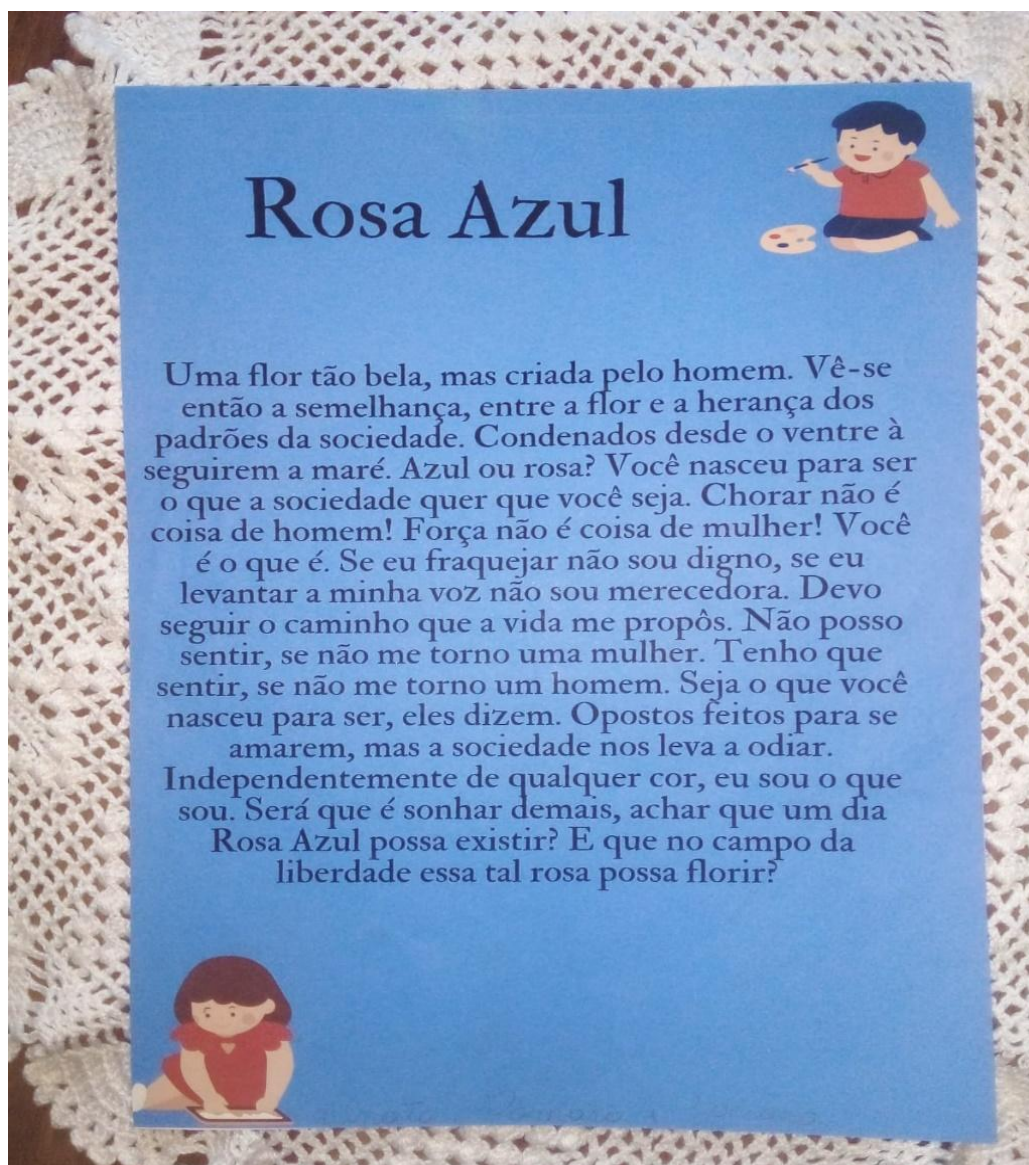 Rosa Azul
Uma flor tão bela, mas criada pelo homem. Vê-se
então a semelhança, entre a flor e a herança dos
padrões da sociedade. Condenados desde o ventre à
seguirem a maré. Azul ou rosa? Você nasceu para ser
o que a sociedade quer que você seja. Chorar não é
coisa de homem! Força não é coisa de mulher! Você
é o que é. Se eu fraquejar não sou digno, se eu
levantar a minha voz não sou merecedora. Devo
seguir o caminho que a vida me propôs. Não posso
sentir, se não me torno uma mulher. Tenho que
sentir, se não me torno um homem. Seja o que você
nasceu para ser, eles dizem. Opostos feitos para se
amarem, mas a sociedade nos leva a odiar.
Independentemente de qualquer cor, eu sou o que
sou. Será que é sonhar demais, achar que um dia
Rosa Azul possa existir? E que no campo da
liberdade essa tal rosa possa florir?